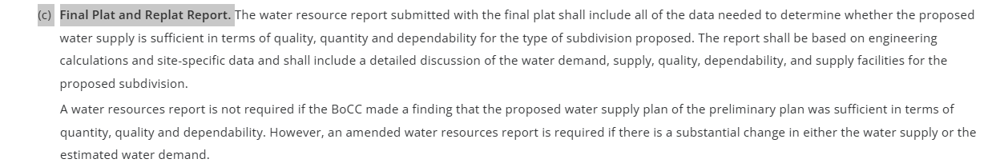 (c) Final Plat and Replat Report. The water resource report submitted with the final plat shall include all of the data needed to determine whether the proposed
water supply is sufficient in terms of quality, quantity and dependability for the type of subdivision proposed. The report shall be based on engineering
calculations and site-specific data and shall include a detailed discussion of the water demand, supply, quality, dependability, and supply facilities for the
proposed subdivision.
A water resources report is not required if the BoCC made a finding that the proposed water supply plan of the preliminary plan was sufficient in terms of
quantity, quality and dependability. However, an amended water resources report is required if there is a substantial change in either the water supply or the
estimated water demand.